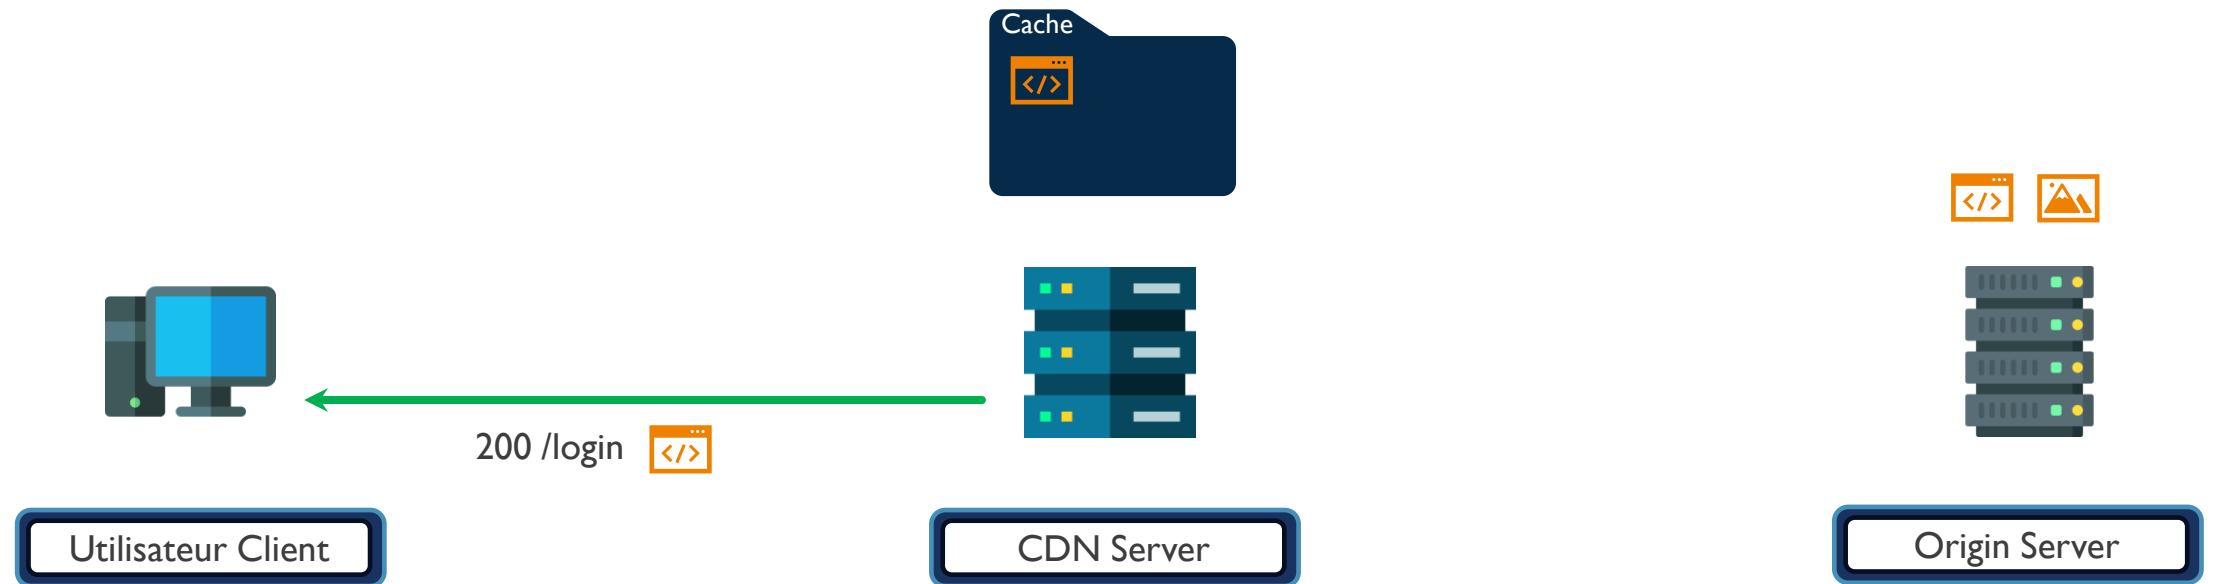 Cache
</>
</>
200 /login
</>
Utilisateur Client
CDN Server
Origin Server